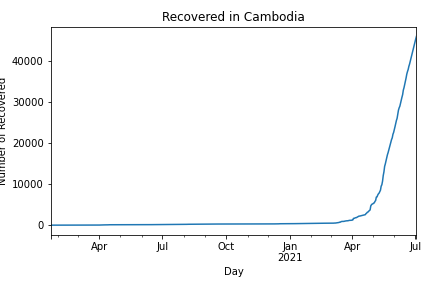 Recovered in Cambodia
Number of Recovered
40000
30000
20000
10000
0
Apr Jul Oct Jan Apr Jul
2021
Day